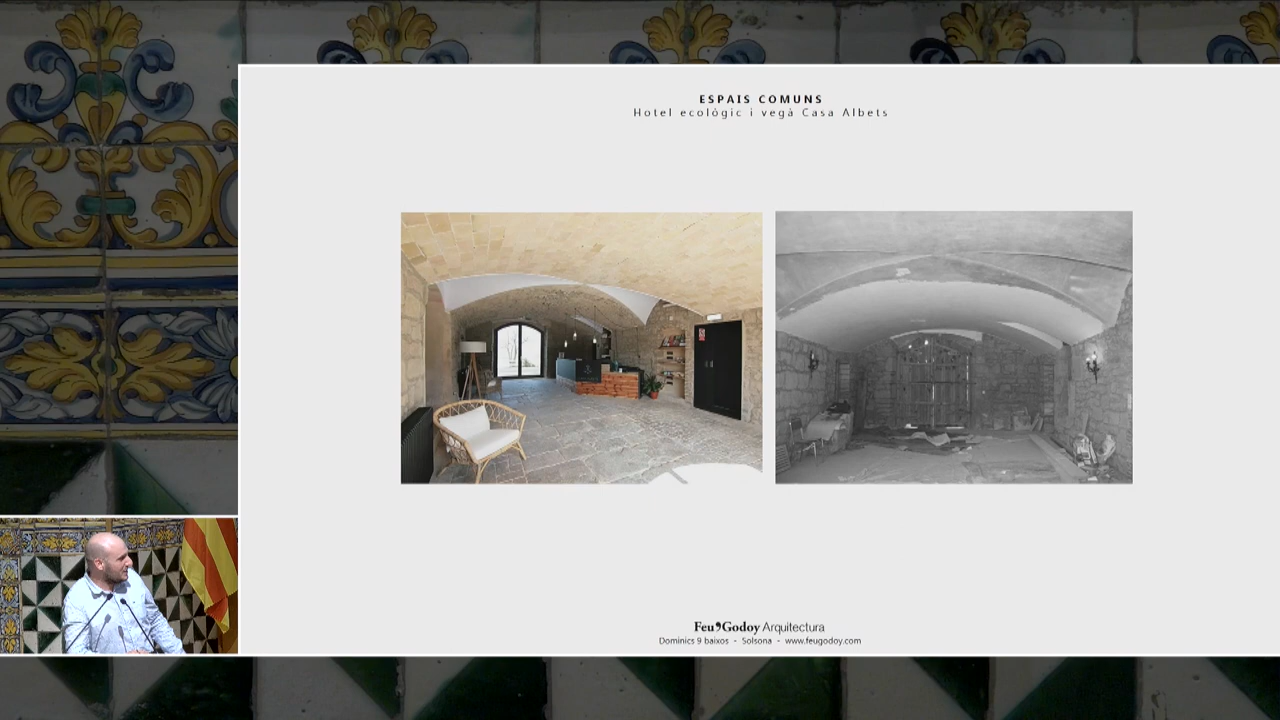 ESPAIS COMUNS
Hotel ecològic i vegà Casa Albets
Feu Godoy Arquitectura
Dominics 9 baixos - Solsona - www.feugodoy.com